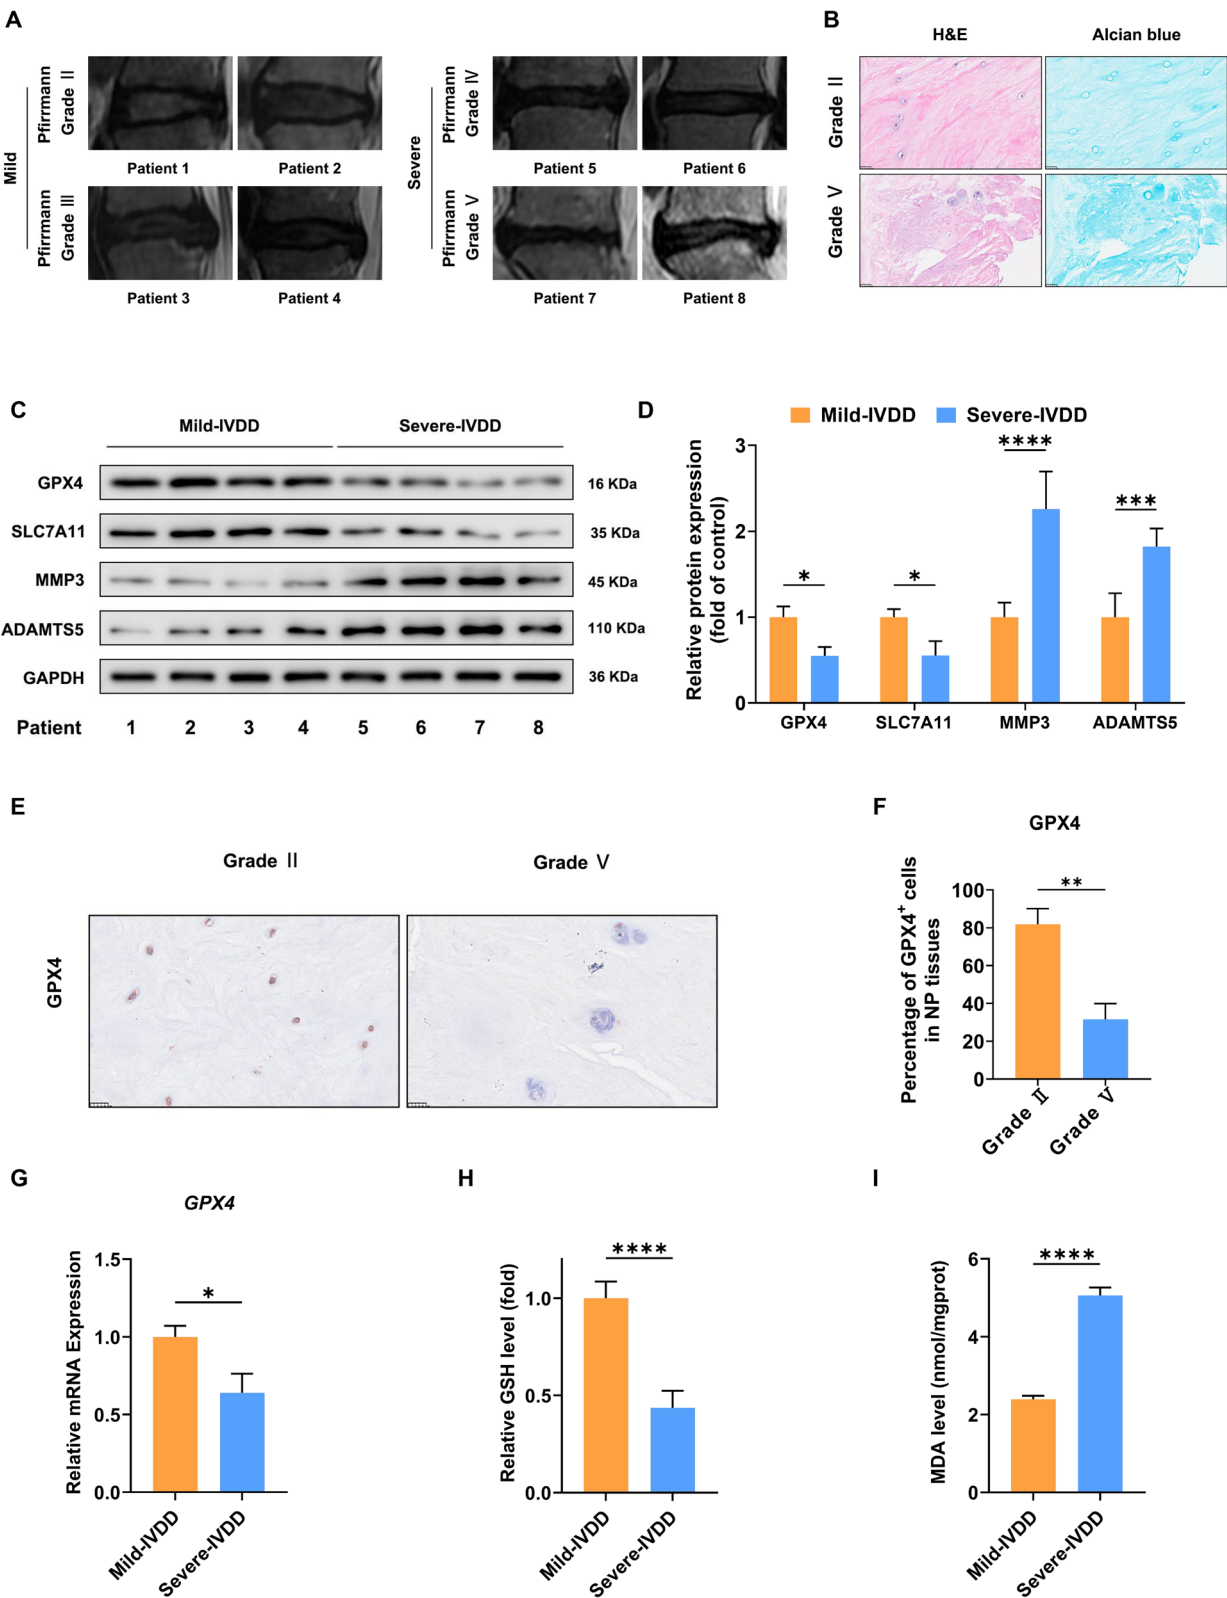 A
Mild
Pfirrmann
Grade Ⅱ
Patient 1
Patient 2
Pfirrmann
Grade Ⅲ
Patient 3
Patient 4
Severe
Pfirrmann
Grade Ⅳ
Patient 5
Patient 6
Pfirrmann
Grade Ⅴ
Patient 7
Patient 8
B
H&E
Alcian blue
Grade Ⅱ
Grade Ⅴ
C
Mild-IVDD
Severe-IVDD
GPX4
16 KDa
SLC7A11
35 KDa
MMP3
45 KDa
ADAMTS5
110 KDa
GAPDH
36 KDa
Patient 1 2 3 4 5 6 7 8
D
Mild-IVDD
Severe-IVDD
Relative protein expression
(fold of control)
3
2
1
0
*
*
****
***
GPX4
SLC7A11
MMP3
ADAMTS5
E
Grade Ⅱ
Grade Ⅴ
GPX4
F
GPX4
Percentage of GPX4+ cells
in NP tissues
100
80
60
40
20
0
**
Grade Ⅱ
Grade Ⅴ
G
GPX4
Relative mRNA Expression
1.5
1.0
0.5
0.0
*
Mild-IVDD
Severe-IVDD
H
Relative GSH level (fold)
1.0
0.5
0.0
****
Mild-IVDD
Severe-IVDD
I
MDA level (nmol/mgprot)
6
4
2
0
****
Mild-IVDD
Severe-IVDD